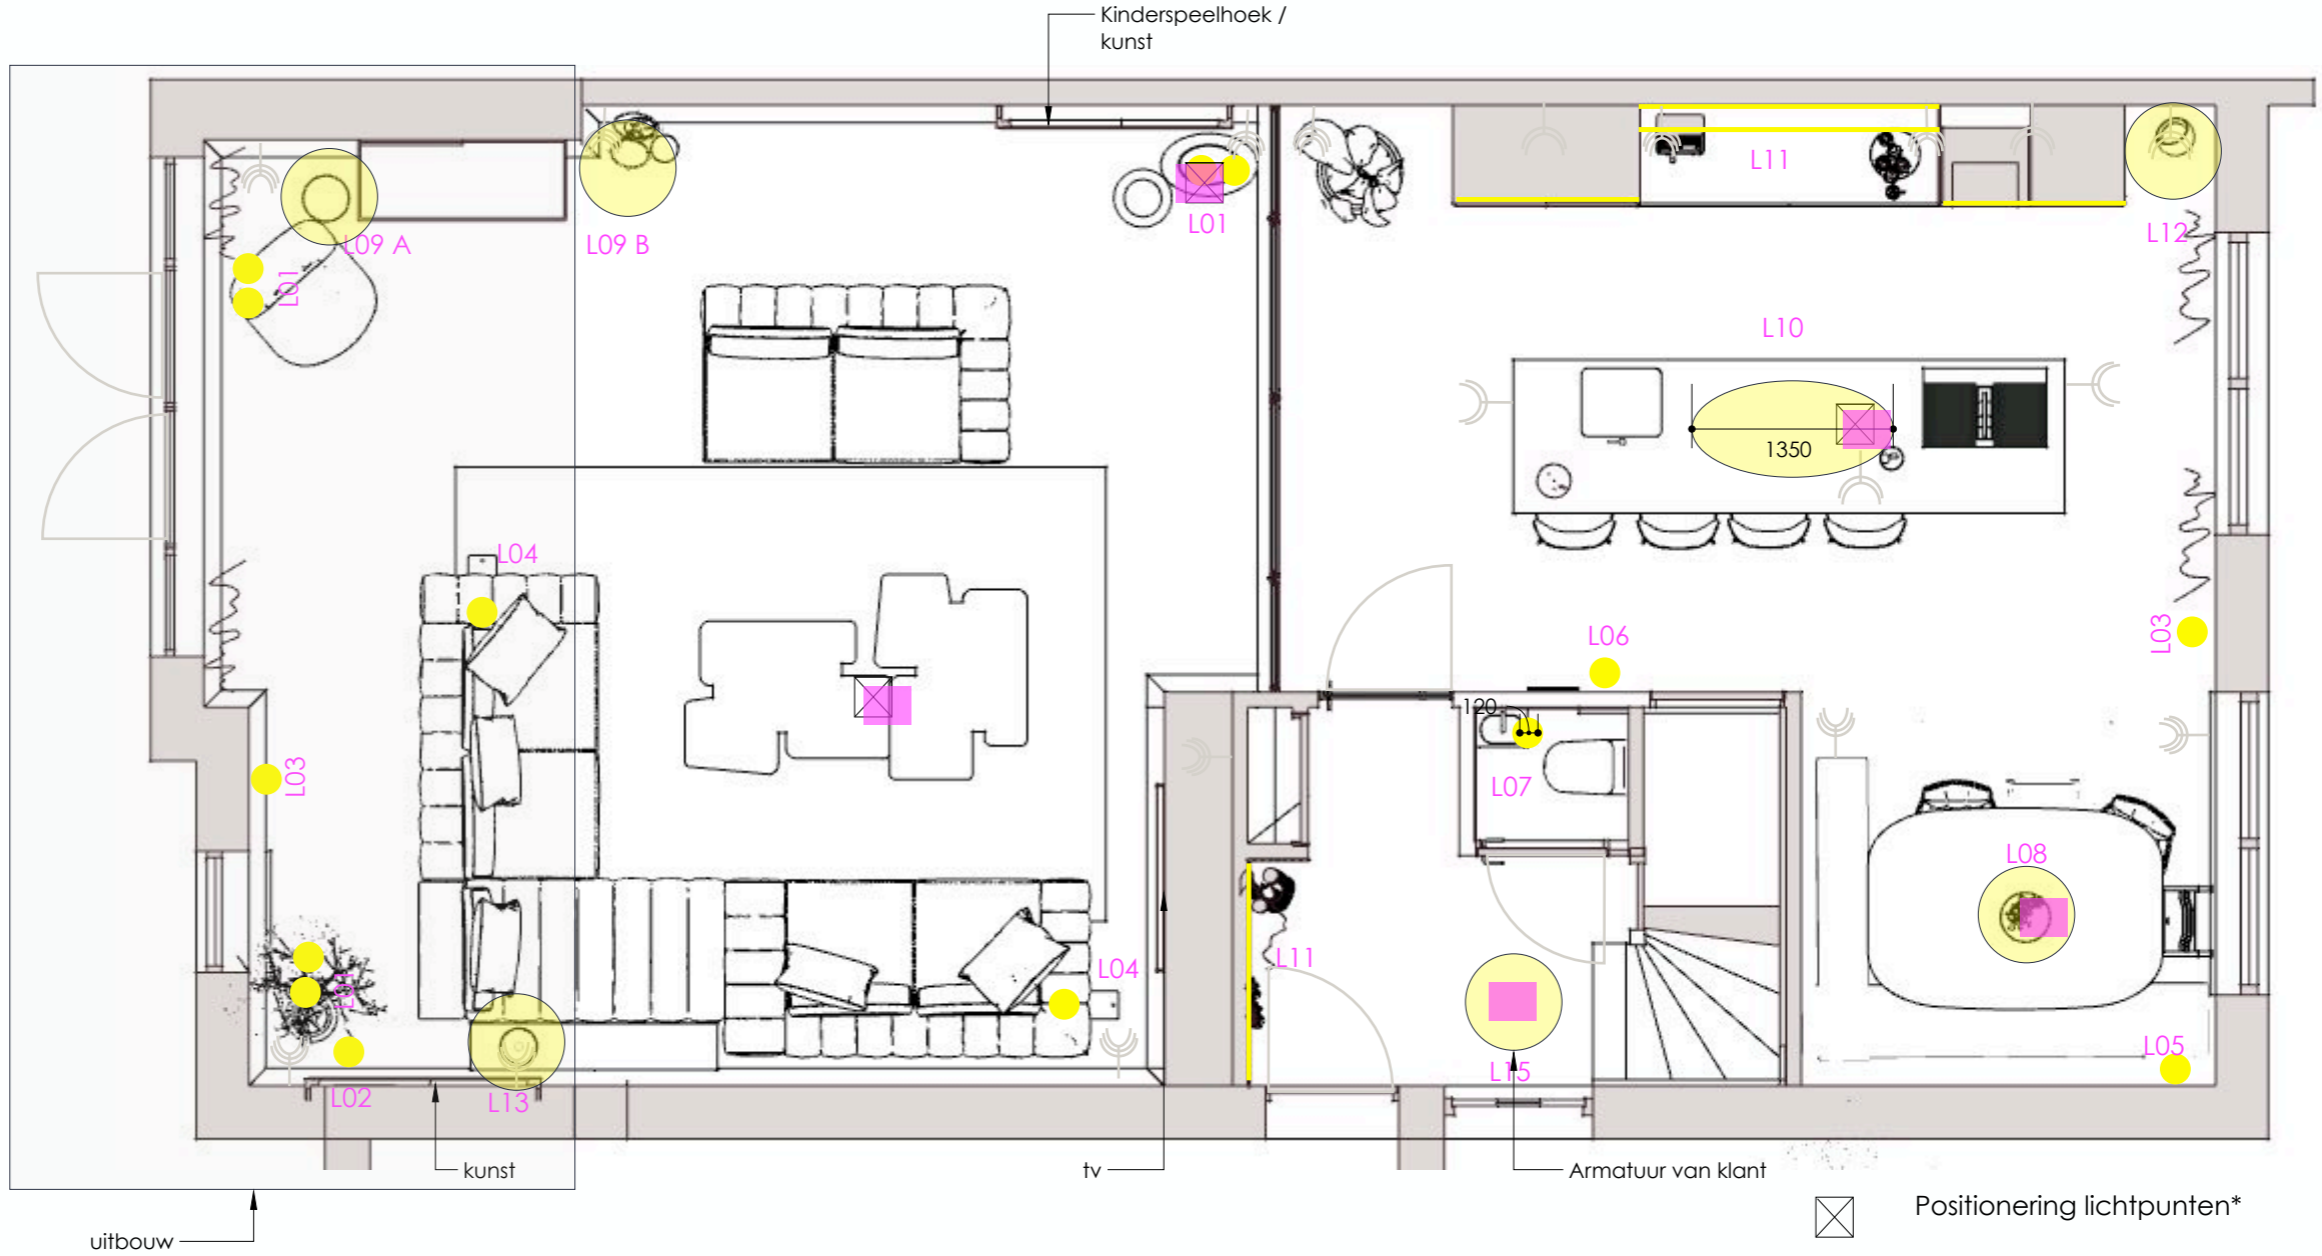 Kinderspeelhoek /
kunst
L09 A
L09 B
L01
L11
L12
L01
L10
1350
L04
L06
L03
120
L03
L07
L08
L04
L11
L01
L05
L15
L02
L13
kunst
tv
Armatuur van klant
Positionering lichtpunten*
uitbouw